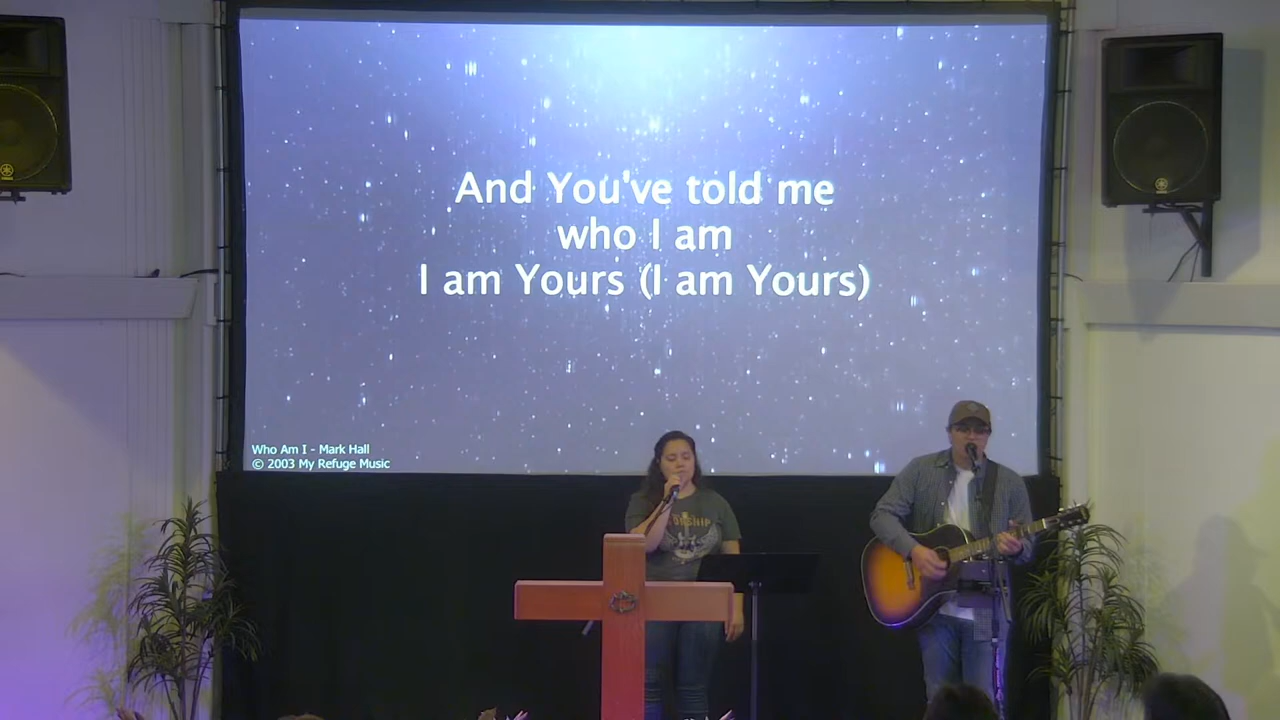 And You've told me
who I am
I am Yours (I am Yours)
Who Am I - Mark Hall
© 2003 My Refuge Music